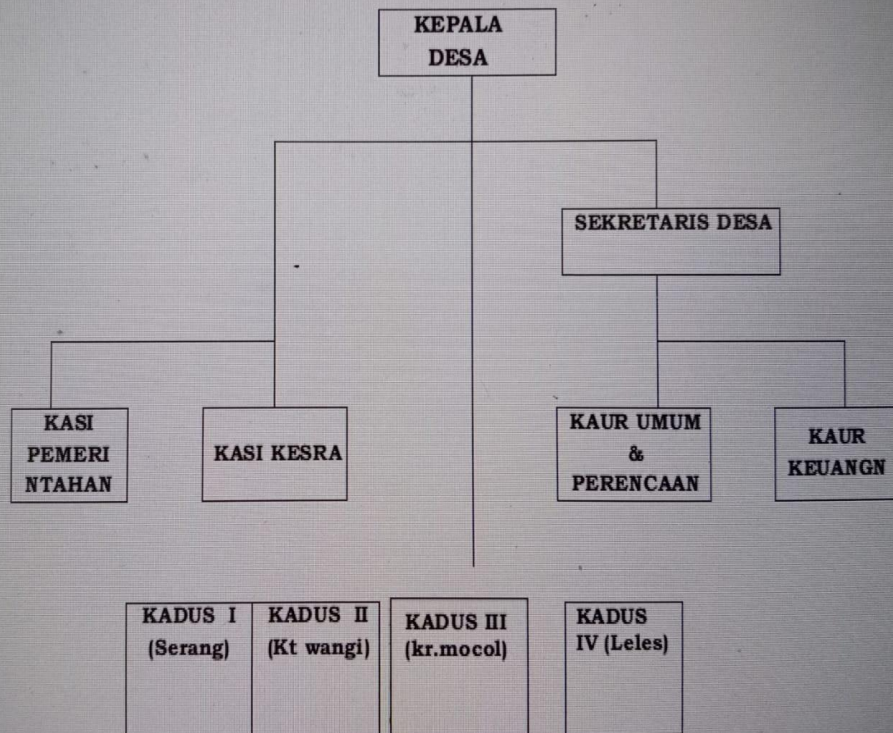 KEPALA
DESA
SEKRETARIS DESA
KASI
PEMERI
NTAHAN
KASI KESRA
KAUR UMUM
&
PERENCAAN
KAUR
KEUANGN
KADUS I
(Serang)
KADUS II
(Kt wangi)
KADUS III
(kr.mocol)
KADUS
IV (Leles)